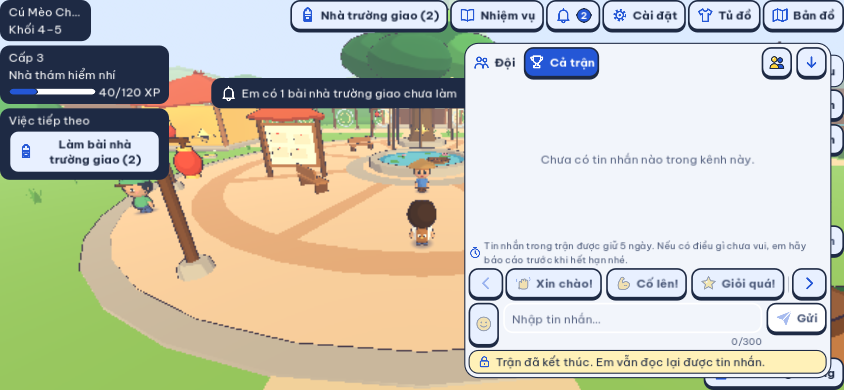 Cú Mèo Ch...
Khối 4–5
Nhà trường giao (2)
Nhiệm vụ
2
Cài đặt
Tủ đồ
Bản đồ
Cấp 3
Nhà thám hiểm nhí
40/120 XP
Việc tiếp theo
Làm bài nhà
trường giao (2)
Em có 1 bài nhà trường giao chưa làm
Đội
Cả trận
Chưa có tin nhắn nào trong kênh này.
Tin nhắn trong trận được giữ 5 ngày. Nếu có điều gì chưa vui, em hãy
báo cáo trước khi hết hạn nhé.
Xin chào!
Cố lên!
Giỏi quá!
Nhập tin nhắn...
Gửi
0/300
Trận đã kết thúc. Em vẫn đọc lại được tin nhắn.